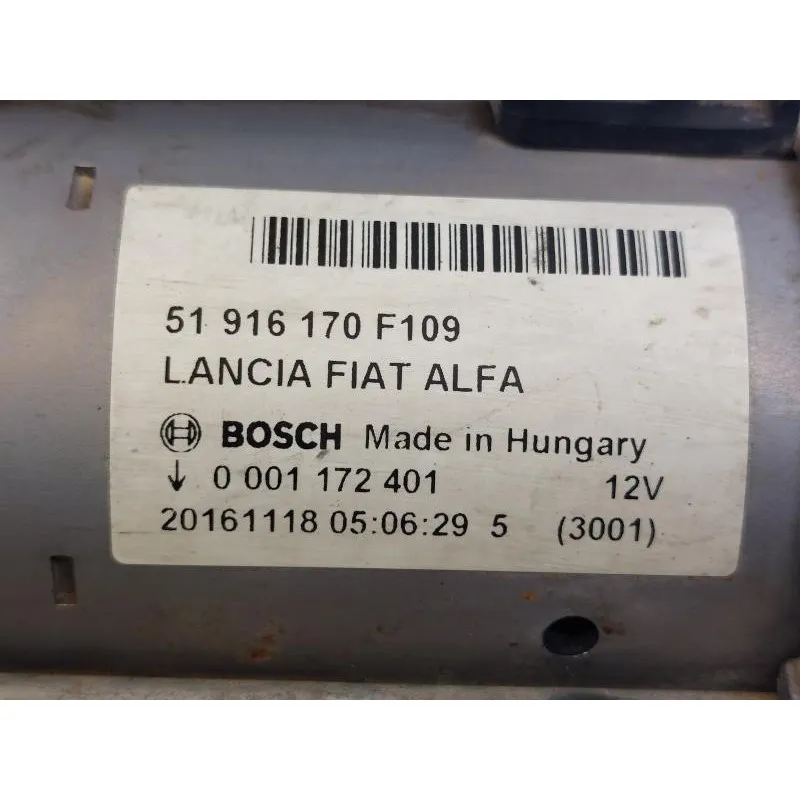 51 916 170 F109
LANCIA FIAT ALFA
BOSCH Made in Hungary
↓ 0 001 172 401 12V
20161118 05:06:29 5 (3001)